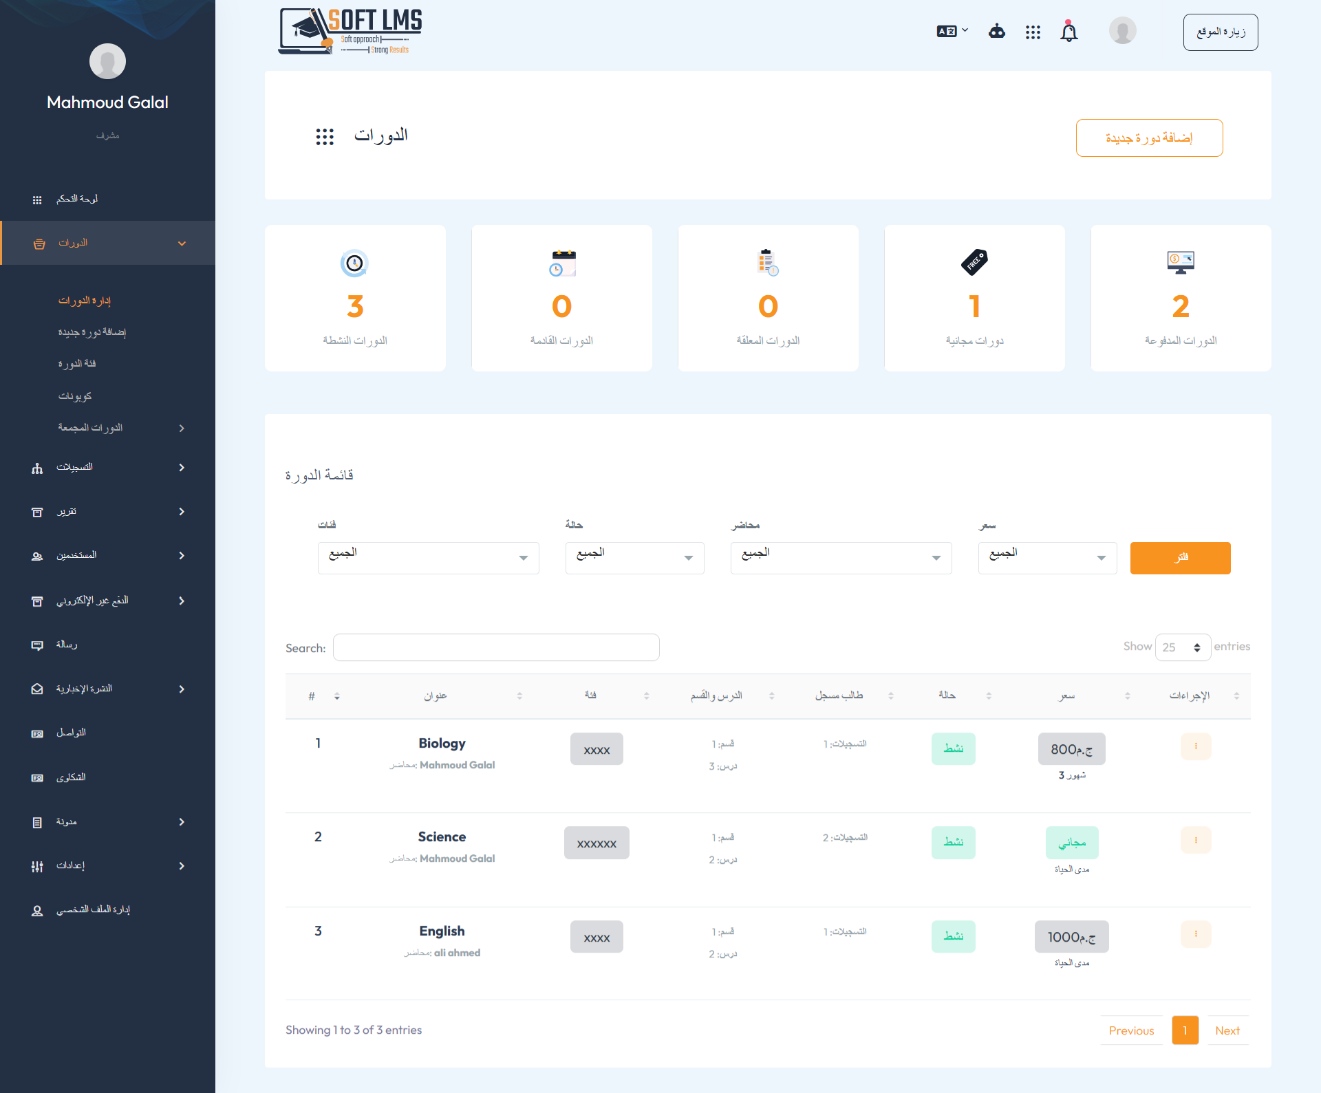 Mahmoud Galal
مشرف
لوحة التحكم
الدورات
إدارة الدورات
إضافة دورة جديدة
فئة الدورة
كوبونات
الدورات المجمعة
التسجيلات
تقرير
المستخدمين
الدفع غير الإلكتروني
رسالة
النشرة الإخبارية
التواصل
الشكاوى
مدونة
إعدادات
إدارة الملف الشخصي
SOFT LMS
Soft approach
Strong Results
زيارة الموقع
الدورات
إضافة دورة جديدة
3
الدورات النشطة
0
الدورات القادمة
0
الدورات المعلقة
FREE
1
دورات مجانية
2
الدورات المدفوعة
قائمة الدورة
فئات
حالة
محاضر
سعر
الجميع
الجميع
الجميع
الجميع
فلتر
Search:
Show 25 entries
# عنوان فئة الدرس والقسم طالب مسجل حالة سعر الإجراءات
1 Biology xxxx قسم: 1 التسجيلات: 1 نشط ج.م800
محاضر: Mahmoud Galal درس: 3 شهور 3
2 Science xxxxxx قسم: 1 التسجيلات: 2 نشط مجاني
محاضر: Mahmoud Galal درس: 2 مدى الحياة
3 English xxxx قسم: 1 التسجيلات: 1 نشط ج.م1000
محاضر: ali ahmed درس: 2 مدى الحياة
Showing 1 to 3 of 3 entries
Previous 1 Next